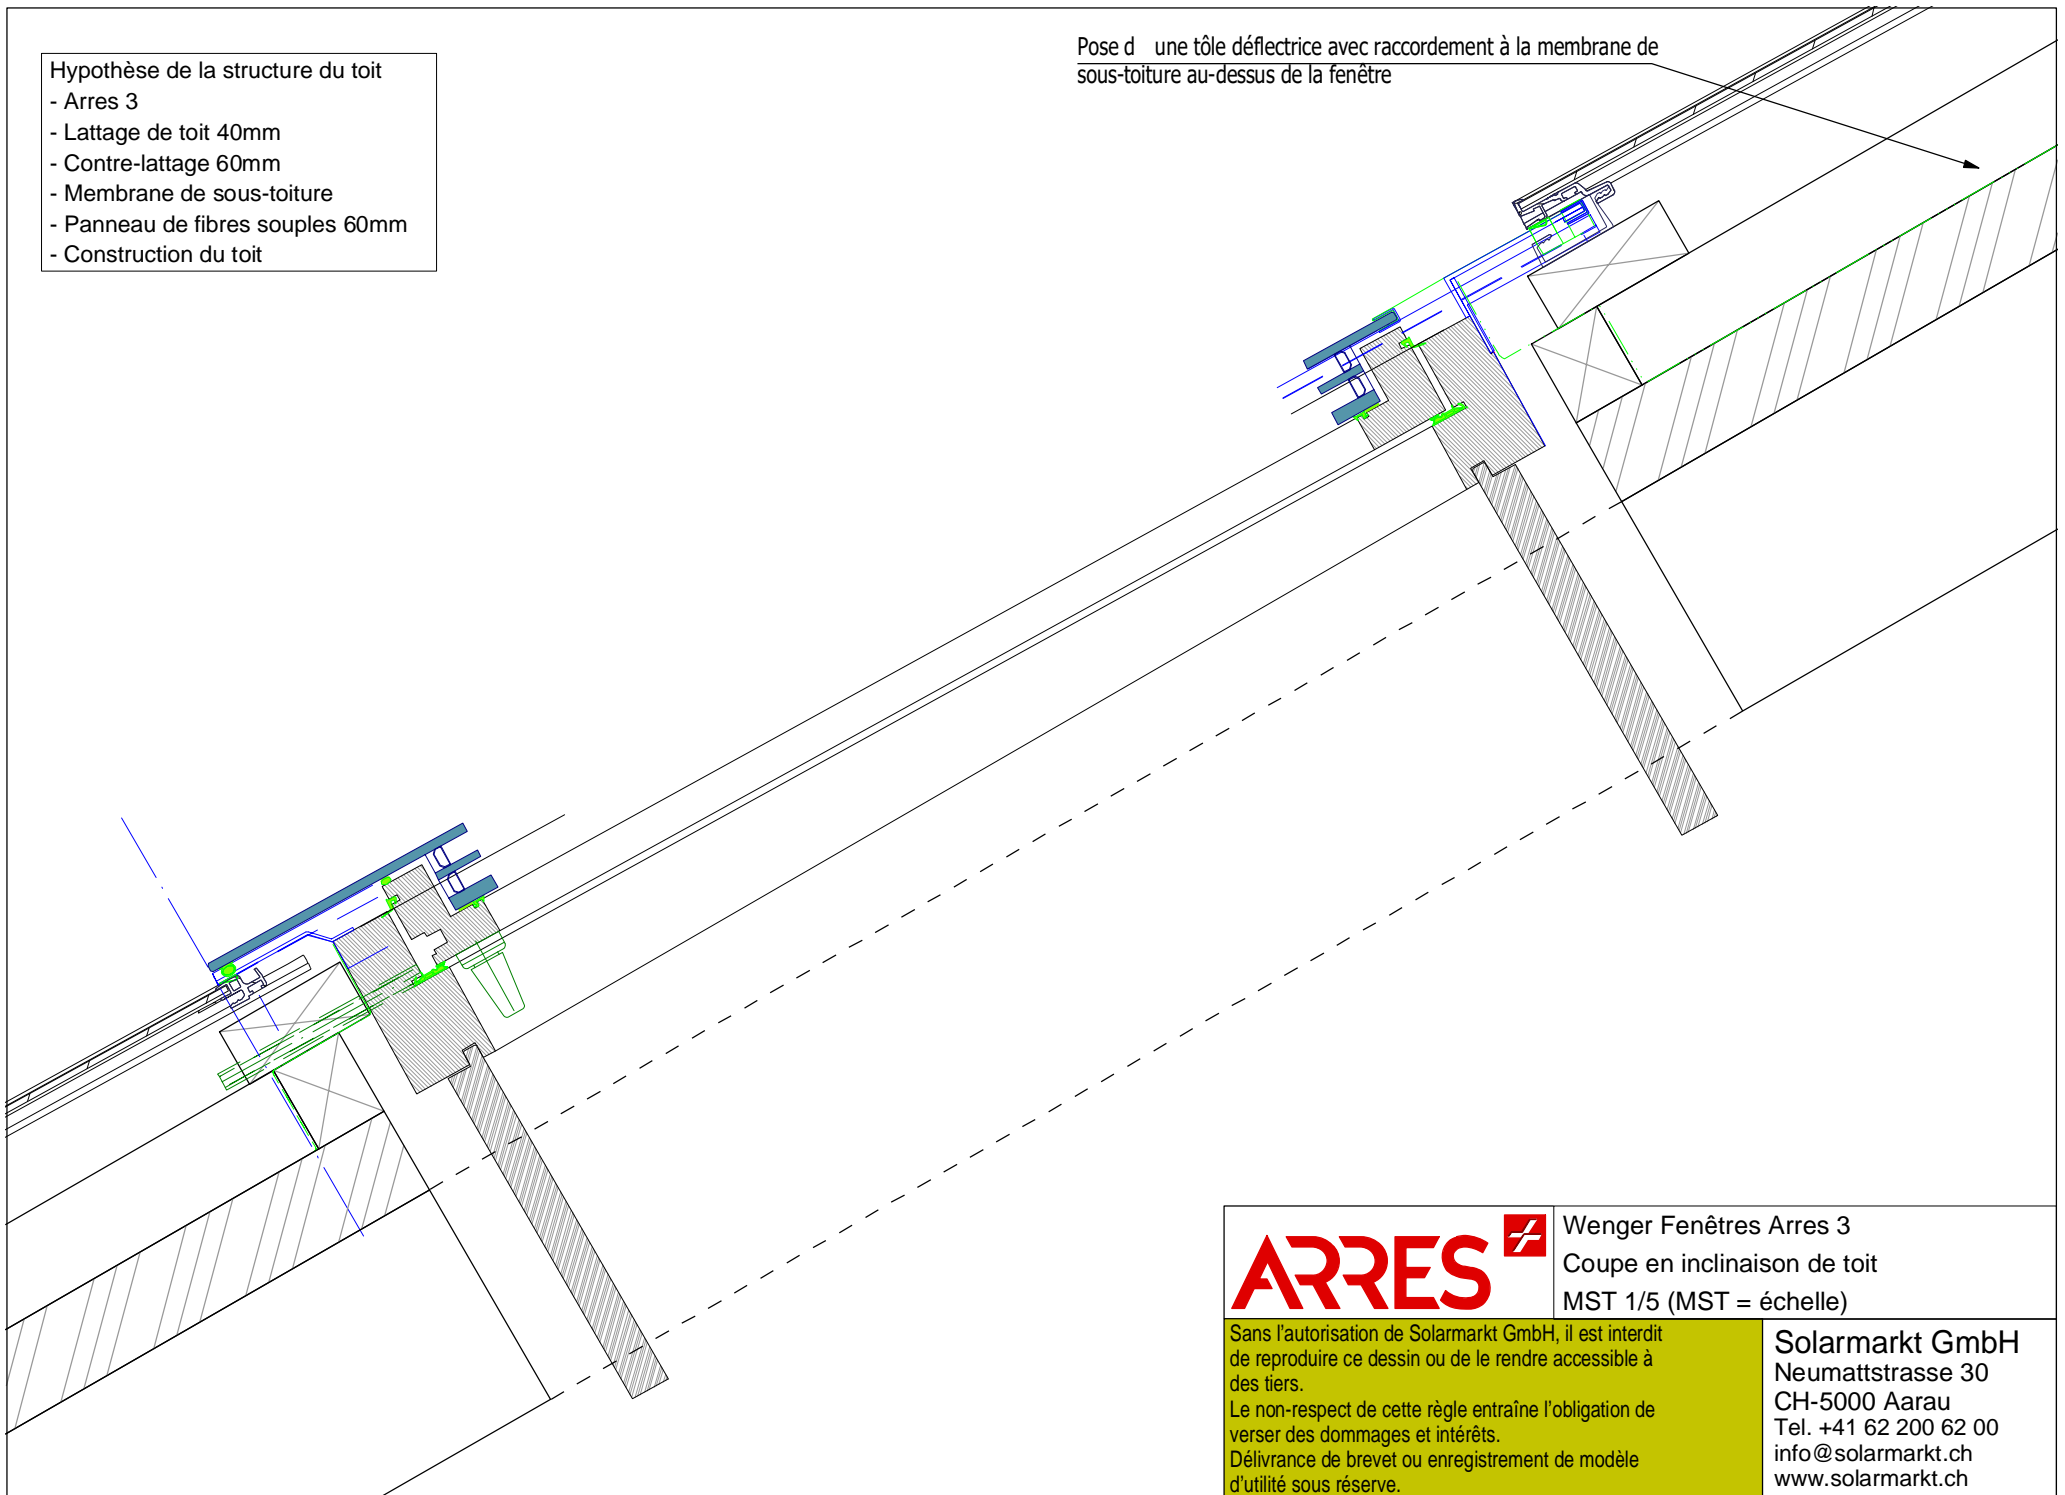 Hypothèse de la structure du toit
- Arres 3
- Lattage de toit 40mm
- Contre-lattage 60mm
- Membrane de sous-toiture
- Panneau de fibres souples 60mm
- Construction du toit
Pose d une tôle déflectrice avec raccordement à la membrane de
sous-toiture au-dessus de la fenêtre
ARRES
Wenger Fenêtres Arres 3
Coupe en inclinaison de toit
MST 1/5 (MST = échelle)
Sans l'autorisation de Solarmarkt GmbH, il est interdit
de reproduire ce dessin ou de le rendre accessible à
des tiers.
Le non-respect de cette règle entraîne l'obligation de
verser des dommages et intérêts.
Délivrance de brevet ou enregistrement de modèle
d'utilité sous réserve.
Solarmarkt GmbH
Neumattstrasse 30
CH-5000 Aarau
Tel. +41 62 200 62 00
info@solarmarkt.ch
www.solarmarkt.ch